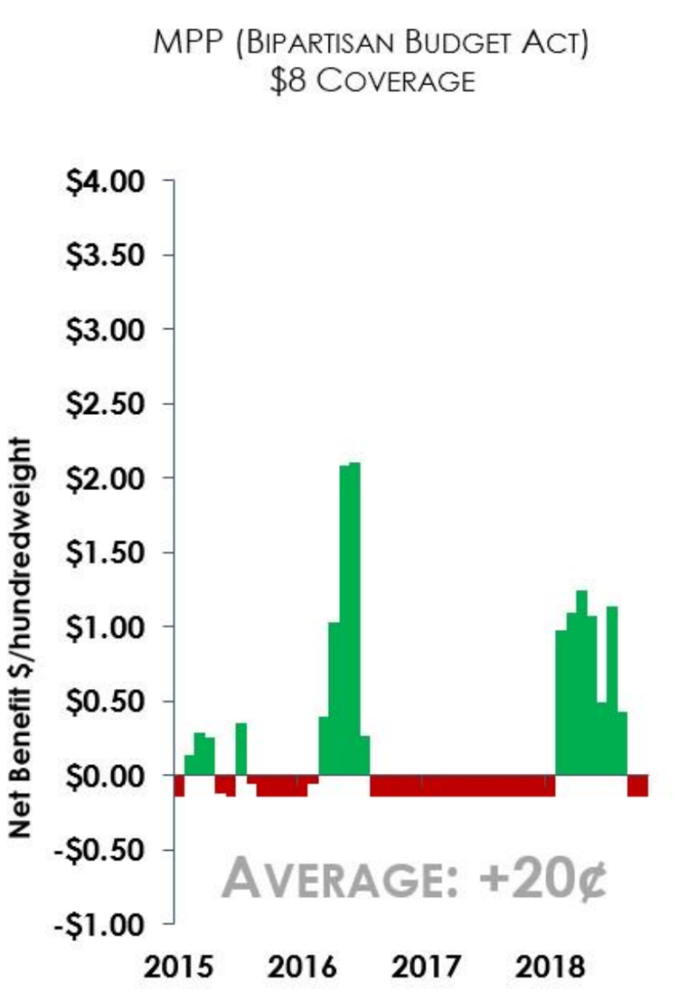 MPP (BIPARTISAN BUDGET ACT)
$8 COVERAGE
$4.00
$3.50
$3.00
$2.50
$2.00
$1.50
$1.00
$0.50
$0.00
-$0.50
-$1.00
Net Benefit $/hundredweight
AVERAGE: +20¢
2015 2016 2017 2018